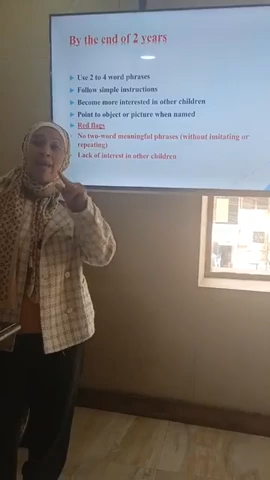 By the end of 2 years
Use 2 to 4 word phrases
Follow simple instructions
Become more interested in other children
Point to object or picture when named
Red flags
No two-word meaningful phrases (without imitating or
repeating)
Lack of interest in other children